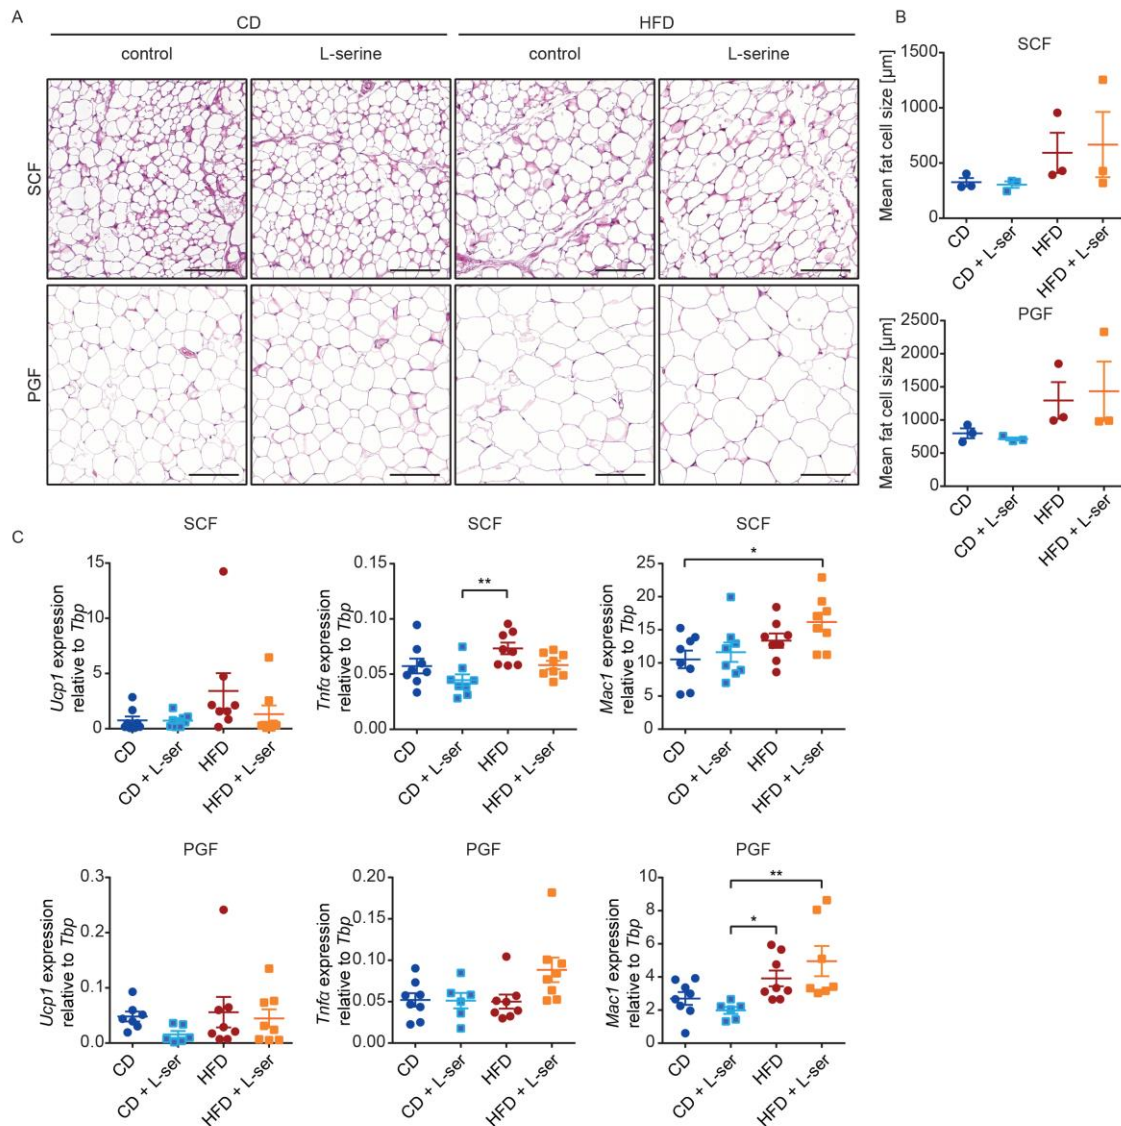 A
CD
HFD
control
L-serine
control
L-serine
SCF
PGF
B
SCF
Mean fat cell size [µm]
1500
1000
500
0
CD
CD + L-ser
HFD
HFD + L-ser
PGF
Mean fat cell size [µm]
2500
2000
1500
1000
500
0
CD
CD + L-ser
HFD
HFD + L-ser
C
SCF
Ucp1 expression
relative to Tbp
15
10
5
0
CD
CD + L-ser
HFD
HFD + L-ser
SCF
Tnfα expression
relative to Tbp
0.15
0.10
0.05
0.00
**
CD
CD + L-ser
HFD
HFD + L-ser
SCF
Mac1 expression
relative to Tbp
25
20
15
10
5
0
*
CD
CD + L-ser
HFD
HFD + L-ser
PGF
Ucp1 expression
relative to Tbp
0.3
0.2
0.1
0.0
CD
CD + L-ser
HFD
HFD + L-ser
PGF
Tnfα expression
relative to Tbp
0.20
0.15
0.10
0.05
0.00
CD
CD + L-ser
HFD
HFD + L-ser
PGF
Mac1 expression
relative to Tbp
10
8
6
4
2
0
*
**
CD
CD + L-ser
HFD
HFD + L-ser